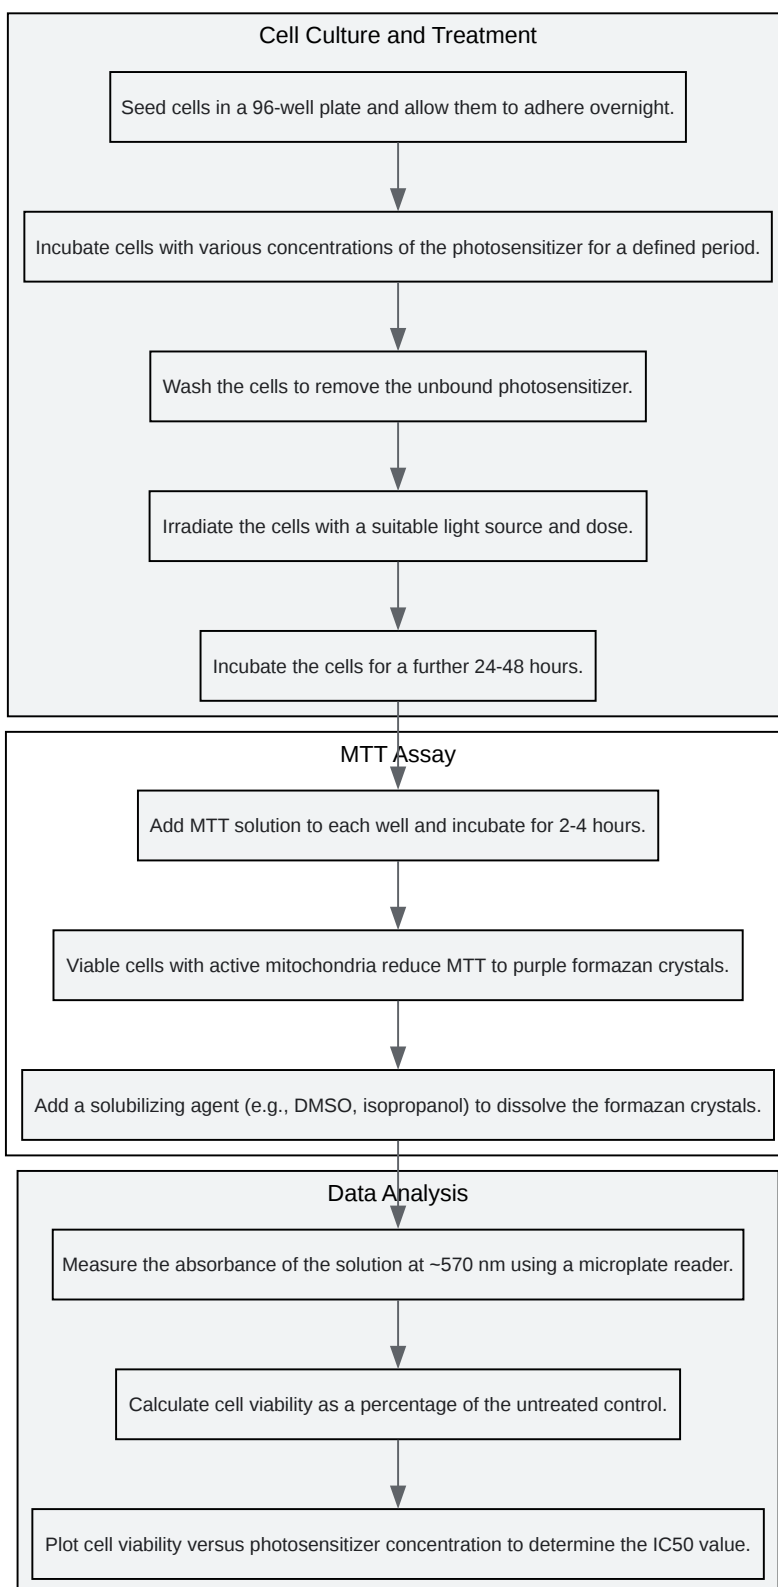 Cell Culture and Treatment
Seed cells in a 96-well plate and allow them to adhere overnight.
Incubate cells with various concentrations of the photosensitizer for a defined period.
Wash the cells to remove the unbound photosensitizer.
Irradiate the cells with a suitable light source and dose.
Incubate the cells for a further 24-48 hours.
MTT Assay
Add MTT solution to each well and incubate for 2-4 hours.
Viable cells with active mitochondria reduce MTT to purple formazan crystals.
Add a solubilizing agent (e.g., DMSO, isopropanol) to dissolve the formazan crystals.
Data Analysis
Measure the absorbance of the solution at ~570 nm using a microplate reader.
Calculate cell viability as a percentage of the untreated control.
Plot cell viability versus photosensitizer concentration to determine the IC50 value.